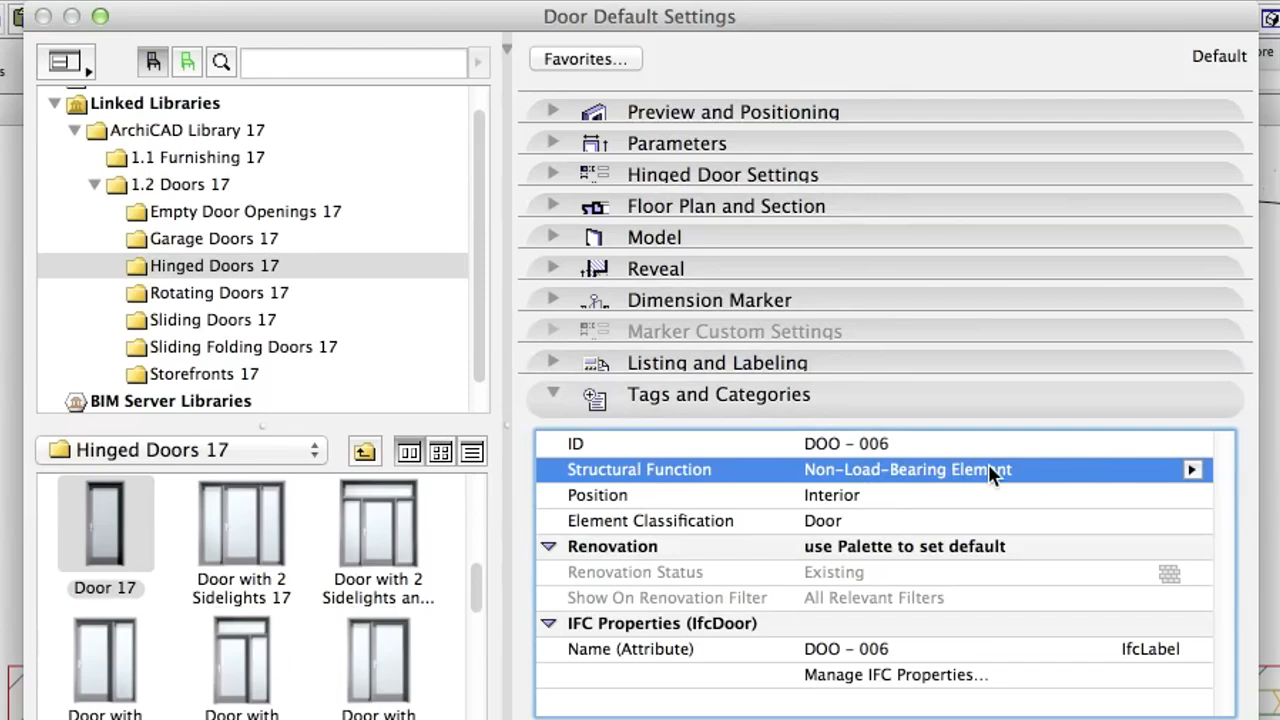 Door Default Settings
Favorites...
Default
Linked Libraries
ArchiCAD Library 17
1.1 Furnishing 17
1.2 Doors 17
Empty Door Openings 17
Garage Doors 17
Hinged Doors 17
Rotating Doors 17
Sliding Doors 17
Sliding Folding Doors 17
Storefronts 17
BIM Server Libraries
Hinged Doors 17
Door 17
Door with 2
Sidelights 17
Door with 2
Sidelights an...
Door with
Door with
Door with
Preview and Positioning
Parameters
Hinged Door Settings
Floor Plan and Section
Model
Reveal
Dimension Marker
Marker Custom Settings
Listing and Labeling
Tags and Categories
ID DOO - 006
Structural Function Non-Load-Bearing Element
Position Interior
Element Classification Door
Renovation use Palette to set default
Renovation Status Existing
Show On Renovation Filter All Relevant Filters
IFC Properties (IfcDoor)
Name (Attribute) DOO - 006 IfcLabel
Manage IFC Properties...